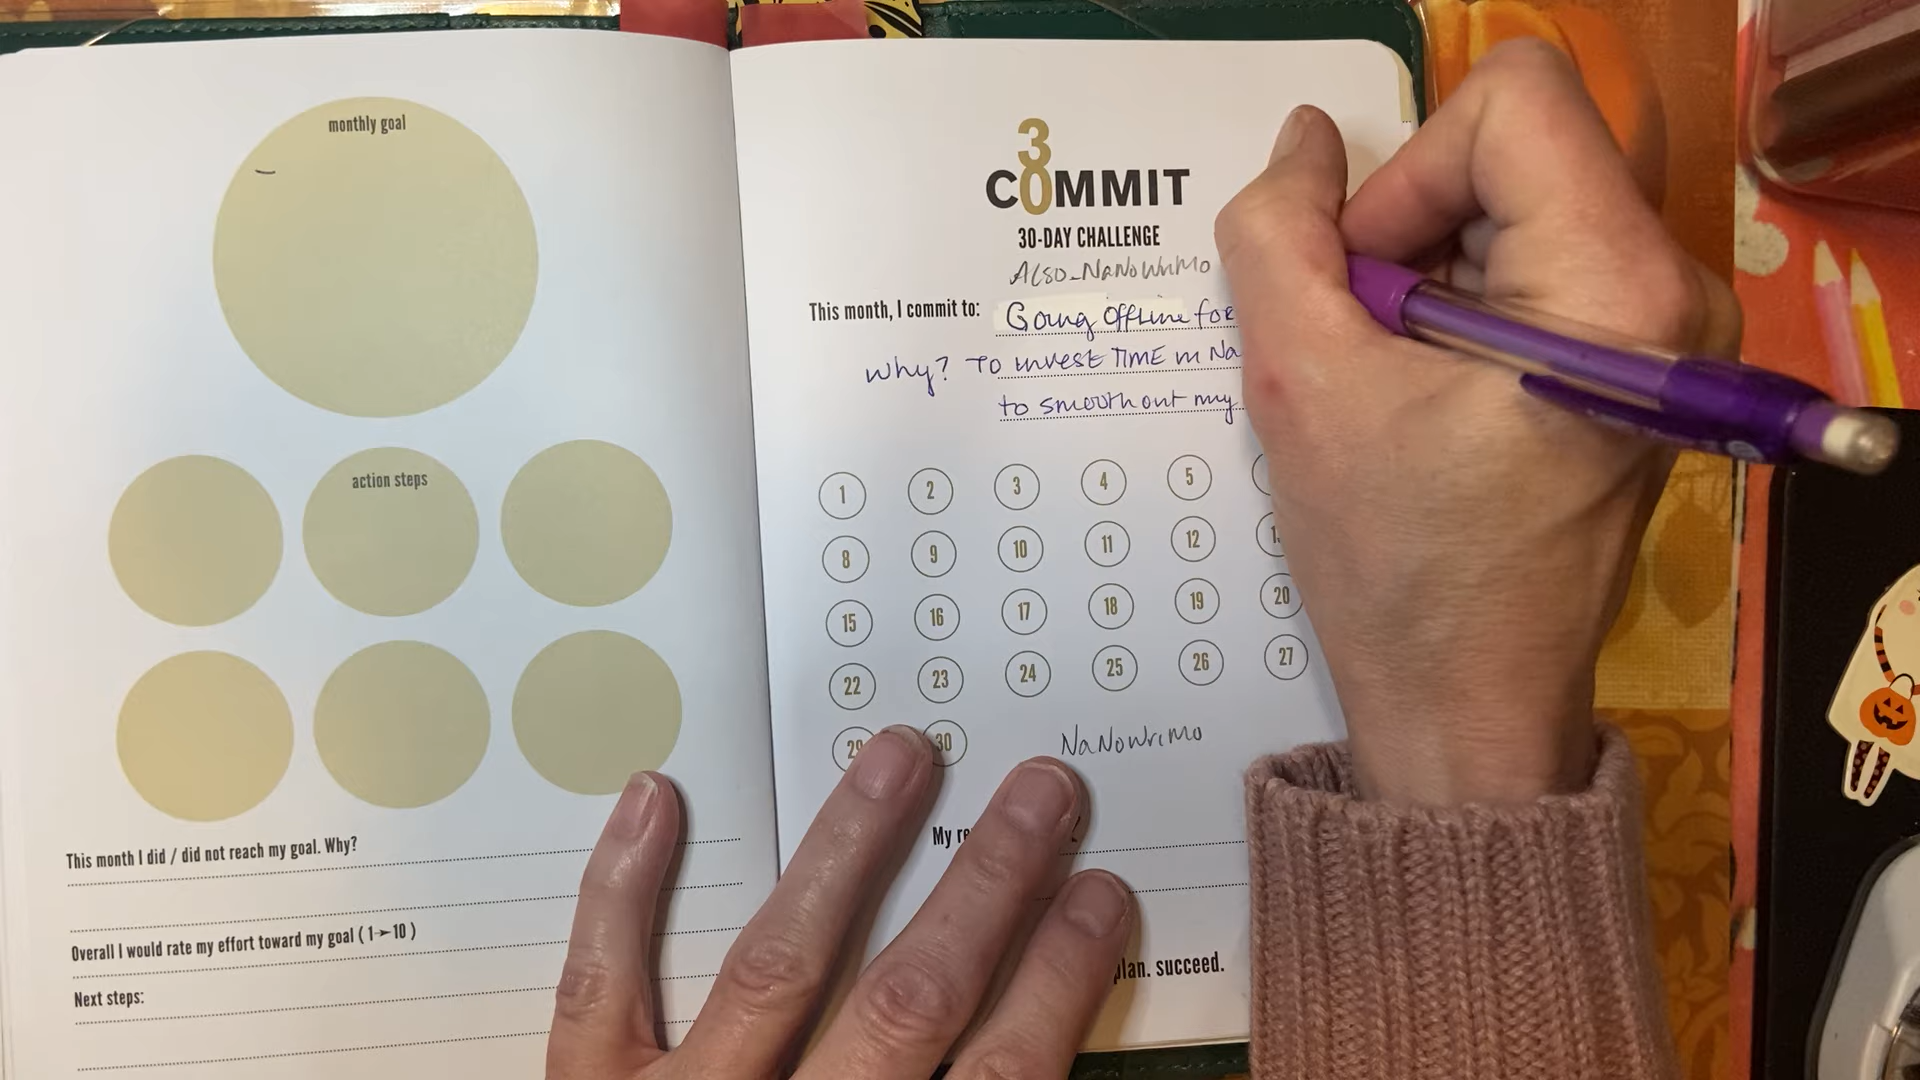 monthly goal
action steps
This month I did / did not reach my goal. Why?
Overall I would rate my effort toward my goal ( 1➤10 )
Next steps:
30
COMMIT
30-DAY CHALLENGE
Also-NaNoWriMo
This month, I commit to: Going Offline for
Why? To invest TIME in Na
to smooth out my
1 2 3 4 5
8 9 10 11 12
15 16 17 18 19 20
22 23 24 25 26 27
29 30 NaNoWriMo
My
plan. succeed.